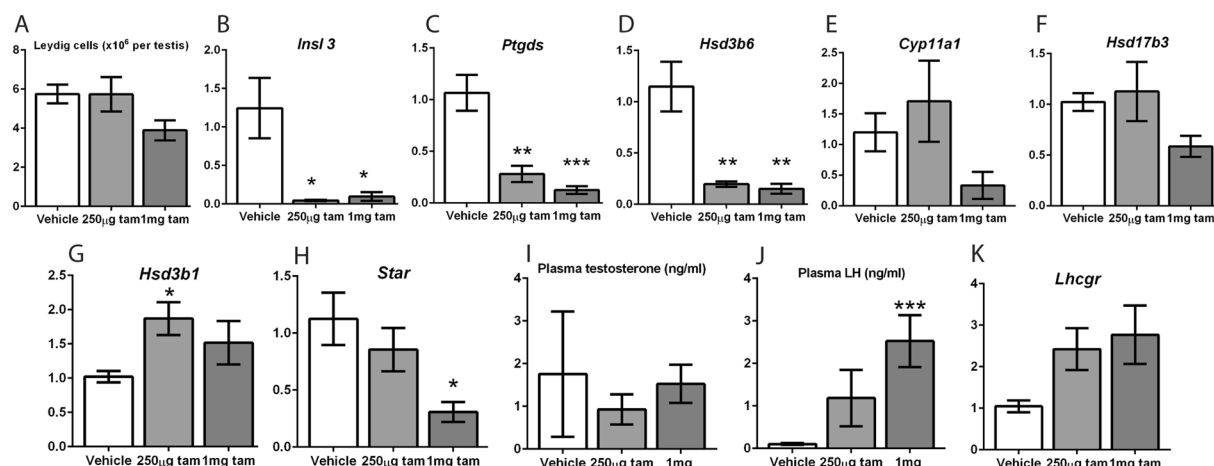 A
Leydig cells (x10⁶ per testis)
8
6
4
2
0
Vehicle 250μg tam 1mg tam
B
Insl 3
2.0
1.5
1.0
0.5
0.0
* *
Vehicle 250μg tam 1mg tam
C
Ptgds
1.5
1.0
0.5
0.0
** ***
Vehicle 250μg tam 1mg tam
D
Hsd3b6
1.5
1.0
0.5
0.0
** **
Vehicle 250μg tam 1mg tam
E
Cyp11a1
2.5
2.0
1.5
1.0
0.5
0.0
Vehicle 250μg tam 1mg tam
F
Hsd17b3
1.5
1.0
0.5
0.0
Vehicle 250μg tam 1mg tam
G
Hsd3b1
2.5
2.0
1.5
1.0
0.5
0.0
*
Vehicle 250μg tam 1mg tam
H
Star
1.5
1.0
0.5
0.0
*
Vehicle 250μg tam 1mg tam
I
Plasma testosterone (ng/ml)
4
3
2
1
0
Vehicle 250μg tam 1mg
J
Plasma LH (ng/ml)
4
3
2
1
0
***
Vehicle 250μg tam 1mg
K
Lhcgr
4
3
2
1
0
Vehicle 250μg tam 1mg tam